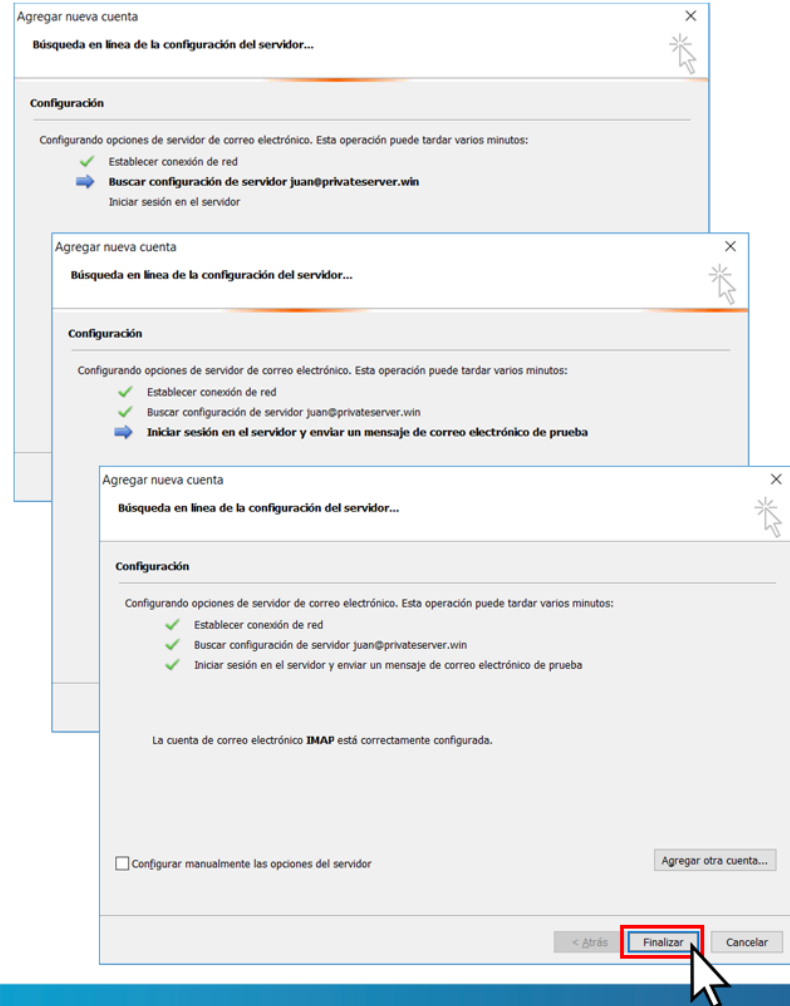 Agregar nueva cuenta
Búsqueda en línea de la configuración del servidor...
Configuración
Configurando opciones de servidor de correo electrónico. Esta operación puede tardar varios minutos:
Establecer conexión de red
Buscar configuración de servidor juan@privateserver.win
Iniciar sesión en el servidor
Agregar nueva cuenta
Búsqueda en línea de la configuración del servidor...
Configuración
Configurando opciones de servidor de correo electrónico. Esta operación puede tardar varios minutos:
Establecer conexión de red
Buscar configuración de servidor juan@privateserver.win
Iniciar sesión en el servidor y enviar un mensaje de correo electrónico de prueba
Agregar nueva cuenta
Búsqueda en línea de la configuración del servidor...
Configuración
Configurando opciones de servidor de correo electrónico. Esta operación puede tardar varios minutos:
Establecer conexión de red
Buscar configuración de servidor juan@privateserver.win
Iniciar sesión en el servidor y enviar un mensaje de correo electrónico de prueba
La cuenta de correo electrónico IMAP está correctamente configurada.
Configurar manualmente las opciones del servidor
Agregar otra cuenta...
< Atrás
Finalizar
Cancelar